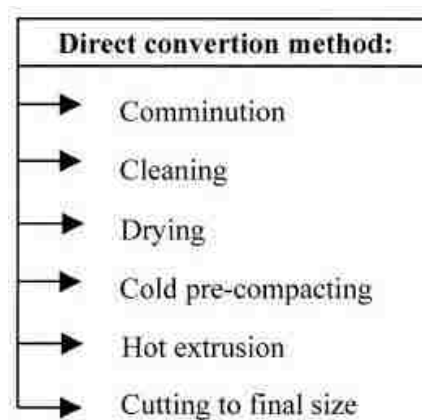 Direct convertion method:
Comminution
Cleaning
Drying
Cold pre-compacting
Hot extrusion
Cutting to final size